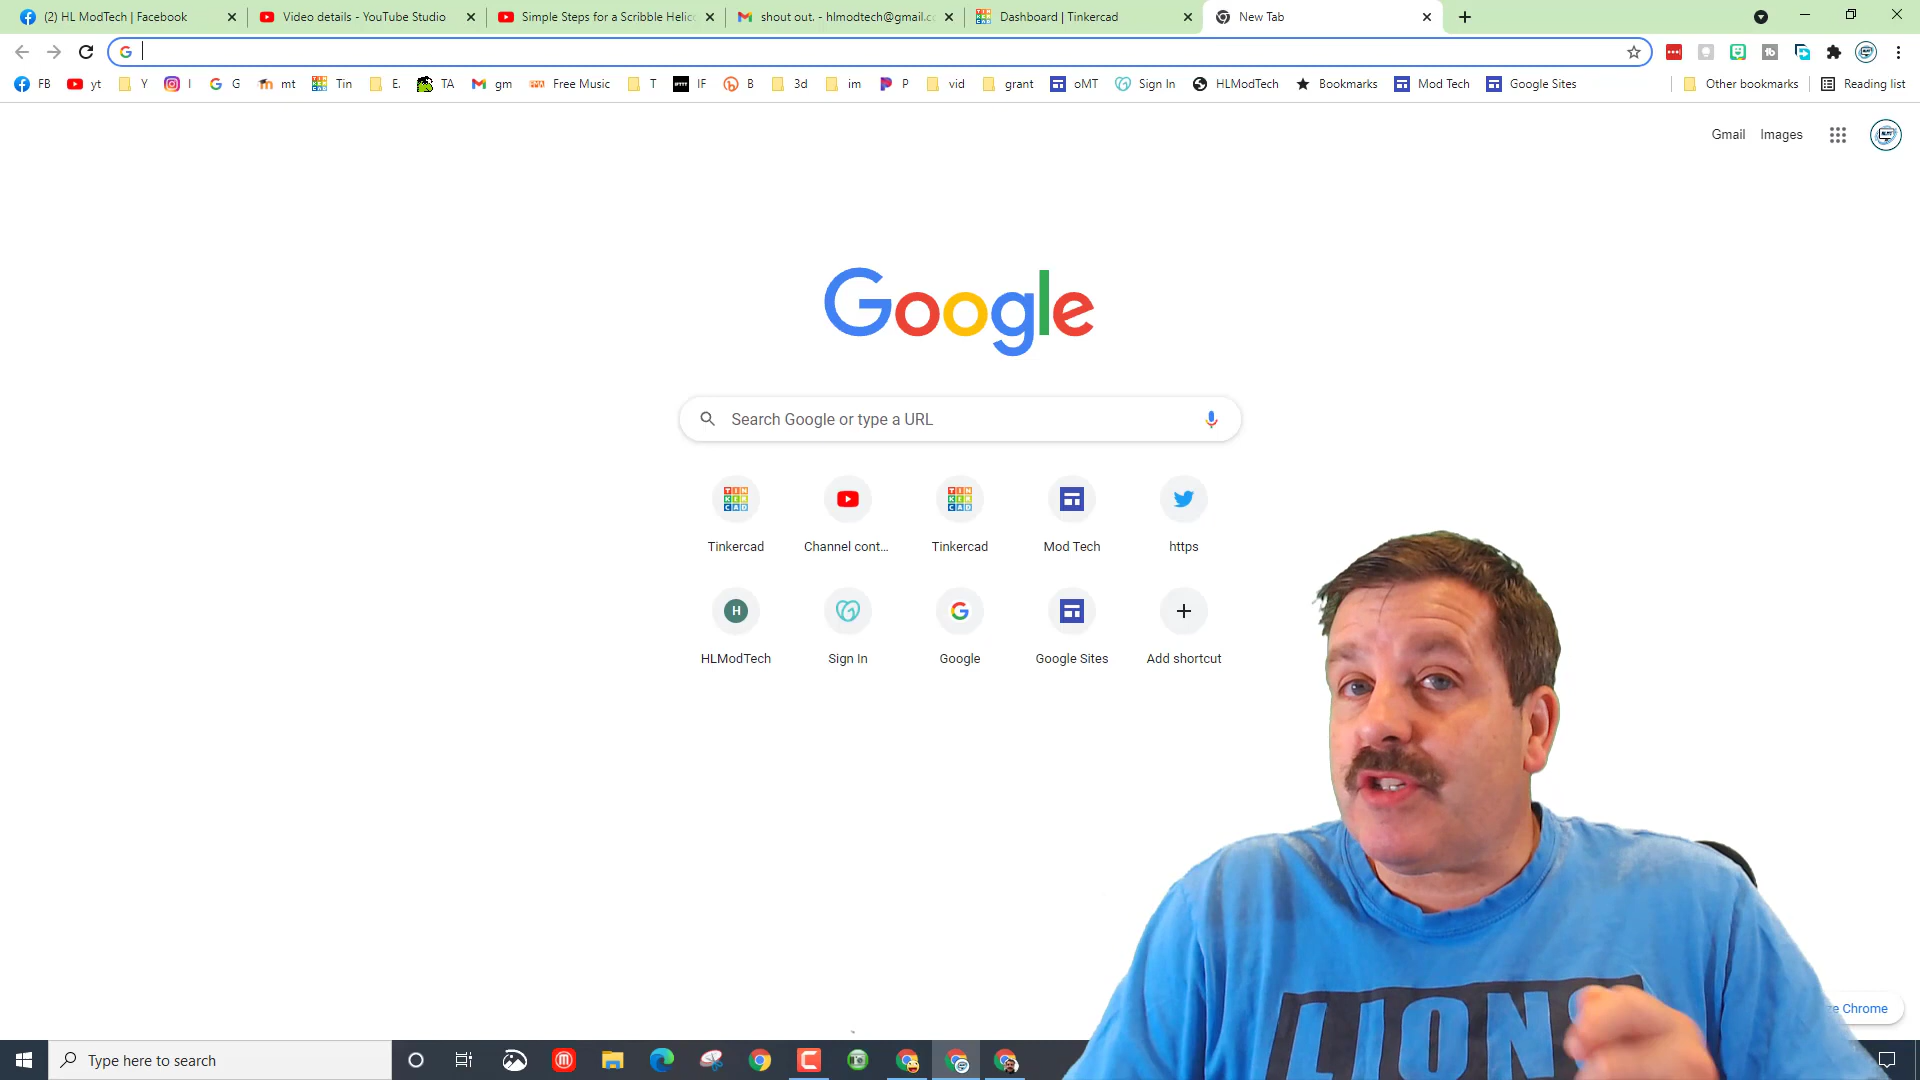 (2) HL ModTech | Facebook
Video details - YouTube Studio
Simple Steps for a Scribble Helic
shout out. - hlmodtech@gmail.c
Dashboard | Tinkercad
New Tab
FB
yt
Y
I
G
mt
Tin
E.
TA
gm
Free Music
T
IF
B
3d
im
P
vid
grant
oMT
Sign In
HLModTech
Bookmarks
Mod Tech
Google Sites
Other bookmarks
Reading list
Gmail
Images
Google
Search Google or type a URL
Tinkercad
Channel cont...
Tinkercad
Mod Tech
https
H
HLModTech
Sign In
Google
Google Sites
Add shortcut
LIONS
ze Chrome
Type here to search